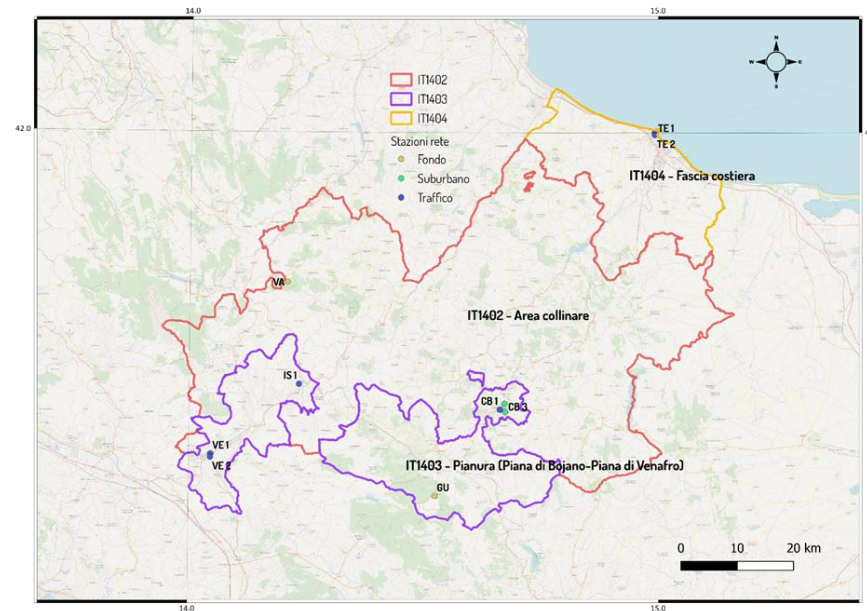 14.0 15.0
N
W E
S
IT1402
IT1403
IT1404
Stazioni rete
Fondo
Suburbano
Traffico
42.0
TE 1
TE 2
IT1404 - Fascia costiera
VA
IT1402 - Area collinare
IS 1
CB 1
CB 3
VE 1
VE 2
IT1403 - Pianura (Piana di Bojano-Piana di Venafro)
GU
0 10 20 km
14.0 15.0